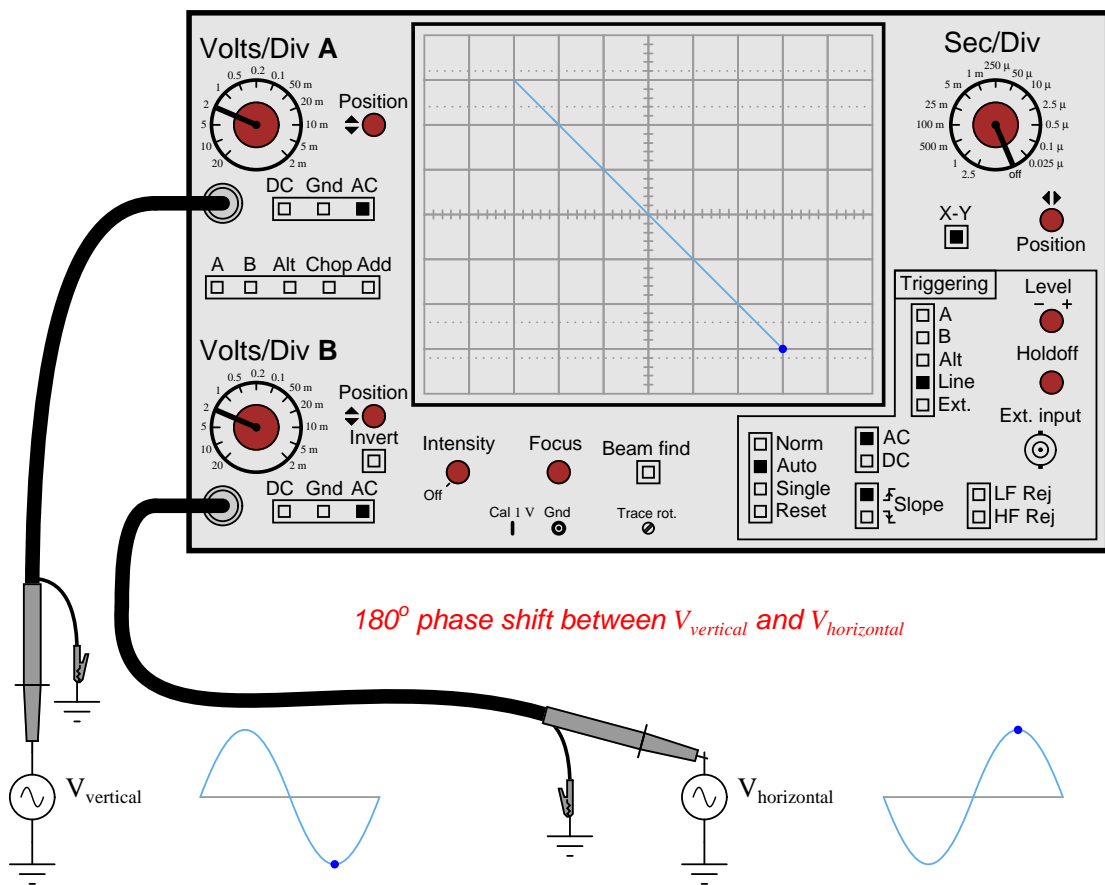 Volts/Div A
20
10
5
2
1
0.5
0.2
0.1
50 m
20 m
10 m
5 m
2 m
Position
DC Gnd AC
A B Alt Chop Add
Volts/Div B
20
10
5
2
1
0.5
0.2
0.1
50 m
20 m
10 m
5 m
2 m
Position
Invert
DC Gnd AC
Intensity
Off
Focus
Beam find
Cal 1 V Gnd
Trace rot.
Sec/Div
2.5
1
500 m
100 m
25 m
5 m
1 m
250 µ
50 µ
10 µ
2.5 µ
0.5 µ
0.1 µ
0.025 µ
off
X-Y
Position
Triggering
A
B
Alt
Line
Ext.
Level
− +
Holdoff
Ext. input
Norm
Auto
Single
Reset
AC
DC
Slope
LF Rej
HF Rej
180o phase shift between Vvertical and Vhorizontal
Vvertical
Vhorizontal